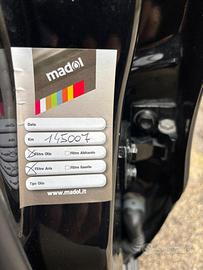 madol
Data
Km 145007
Filtro Olio Filtro Abitacolo
Filtro Aria Filtro Gasolio
Tipo Olio
www.madol.it